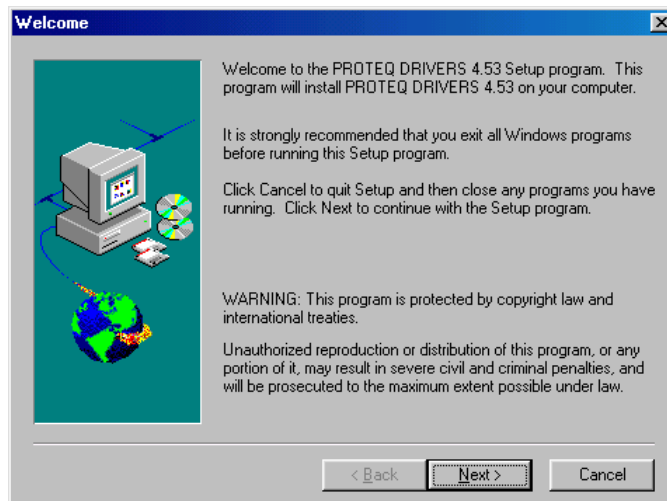 Welcome
Welcome to the PROTEQ DRIVERS 4.53 Setup program. This
program will install PROTEQ DRIVERS 4.53 on your computer.
It is strongly recommended that you exit all Windows programs
before running this Setup program.
Click Cancel to quit Setup and then close any programs you have
running. Click Next to continue with the Setup program.
WARNING: This program is protected by copyright law and
international treaties.
Unauthorized reproduction or distribution of this program, or any
portion of it, may result in severe civil and criminal penalties, and
will be prosecuted to the maximum extent possible under law.
< Back Next > Cancel